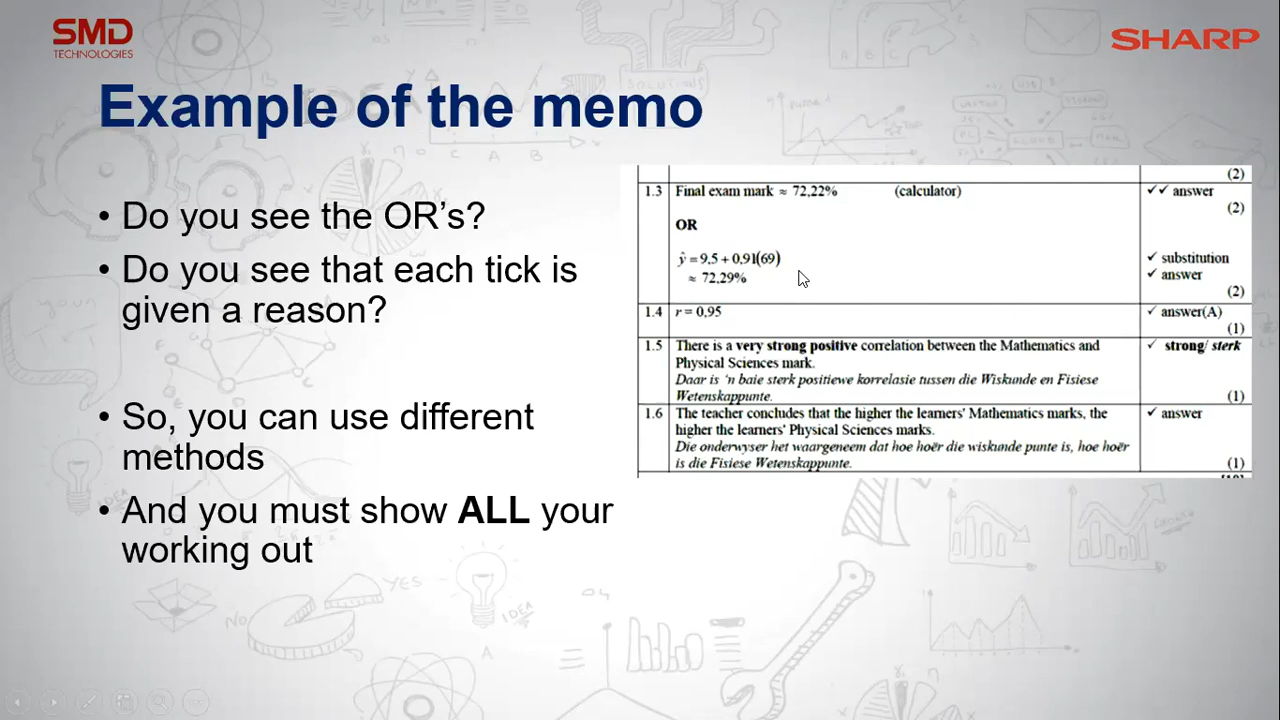 SMD
TECHNOLOGIES
SHARP
Example of the memo
• Do you see the OR's?
• Do you see that each tick is
given a reason?
• So, you can use different
methods
• And you must show ALL your
working out
(2)
1.3 Final exam mark ≈ 72,22% (calculator) ✓✓ answer
(2)
OR
ŷ = 9,5 + 0,91(69) ✓ substitution
≈ 72,29% ✓ answer
(2)
1.4 r = 0,95 ✓ answer(A)
(1)
1.5 There is a very strong positive correlation between the Mathematics and ✓ strong/ sterk
Physical Sciences mark.
Daar is 'n baie sterk positiewe korrelasie tussen die Wiskunde en Fisiese
Wetenskappunte. (1)
1.6 The teacher concludes that the higher the learners' Mathematics marks, the ✓ answer
higher the learners' Physical Sciences marks.
Die onderwyser het waargeneem dat hoe hoër die wiskunde punte is, hoe hoër
is die Fisiese Wetenskappunte. (1)
SOLUTIONS
YES
NO
IDEA
IDEA
A B C
C A B
A